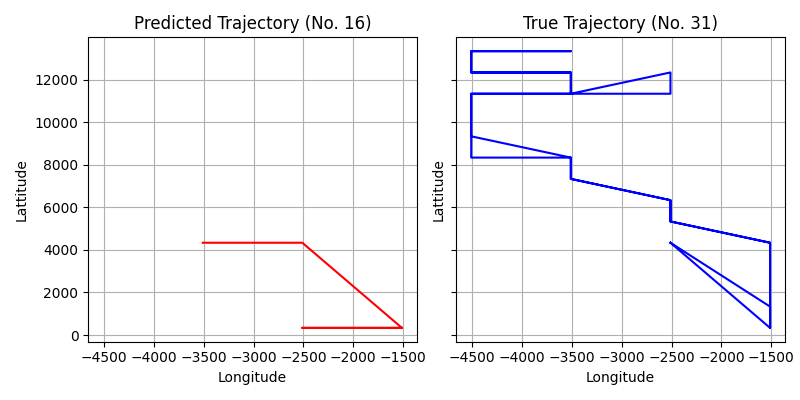 Predicted Trajectory (No. 16)
True Trajectory (No. 31)
Lattitude
12000
10000
8000
6000
4000
2000
0
−4500 −4000 −3500 −3000 −2500 −2000 −1500
Longitude
Lattitude
−4500 −4000 −3500 −3000 −2500 −2000 −1500
Longitude